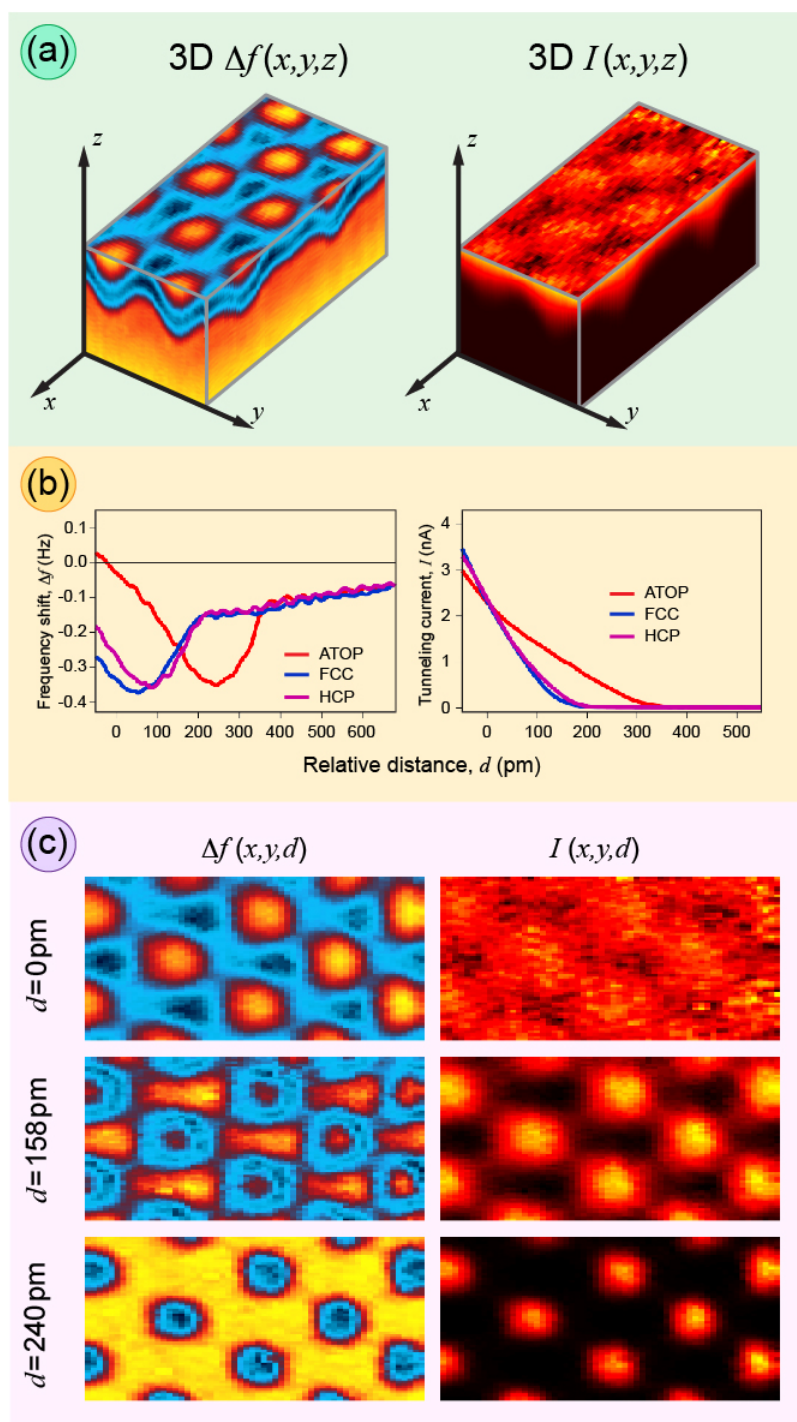 (a)
3D Δf (x,y,z)
3D I (x,y,z)
z
x
y
z
x
y
(b)
Frequency shift, Δf (Hz)
0.1
0.0
-0.1
-0.2
-0.3
-0.4
ATOP
FCC
HCP
0 100 200 300 400 500 600
Tunneling current, I (nA)
4
3
2
1
0
ATOP
FCC
HCP
0 100 200 300 400 500
Relative distance, d (pm)
(c)
Δf (x,y,d)
I (x,y,d)
d=0pm
d=158pm
d=240pm